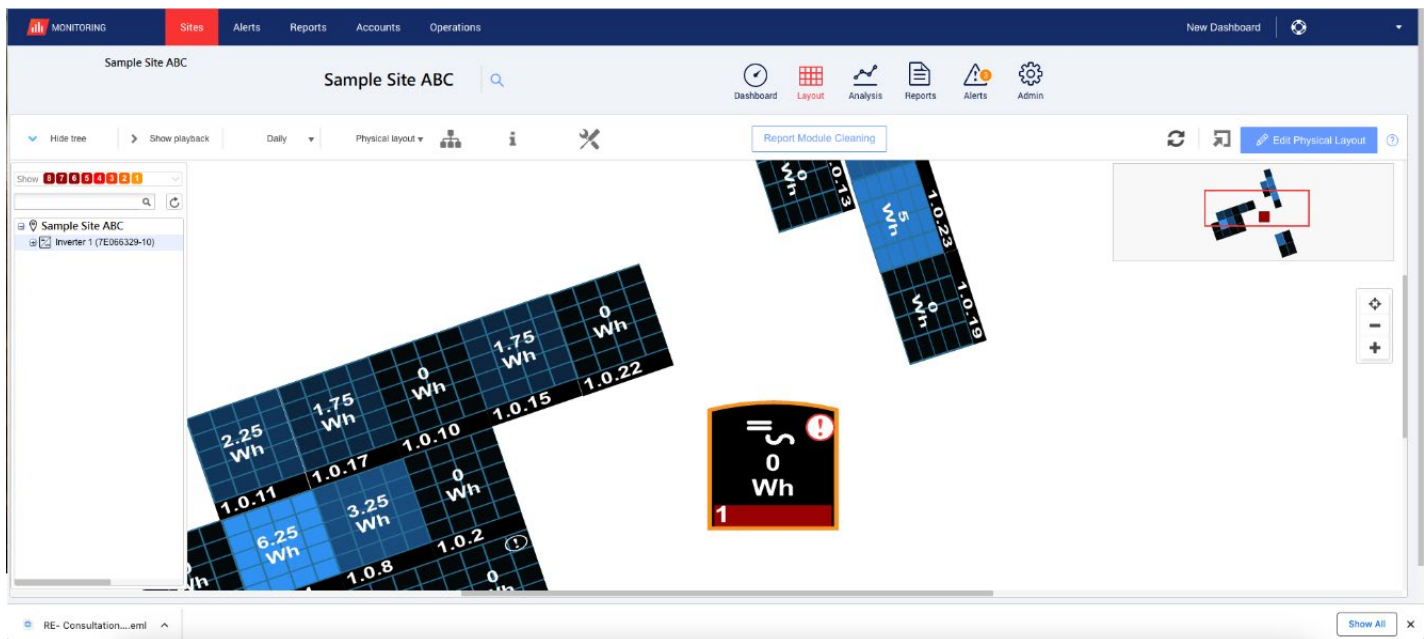 MONITORING Sites Alerts Reports Accounts Operations New Dashboard
Sample Site ABC
Sample Site ABC
Dashboard Layout Analysis Reports Alerts Admin
3
Hide tree Show playback Daily Physical layout i Report Module Cleaning Edit Physical Layout ?
Show 8 7 6 5 4 3 2 1
Sample Site ABC
Inverter 1 (7E066329-10)
0
Wh
1.0.13
5
Wh
1.0.23
0
Wh
1.0.19
2.25
Wh
1.0.11
1.75
Wh
1.0.17
0
Wh
1.0.10
1.75
Wh
1.0.15
0
Wh
1.0.22
6.25
Wh
3.25
Wh
1.0.8
0
Wh
1.0.2
!
0
Wh
!
0
Wh
1
RE- Consultation....eml Show All